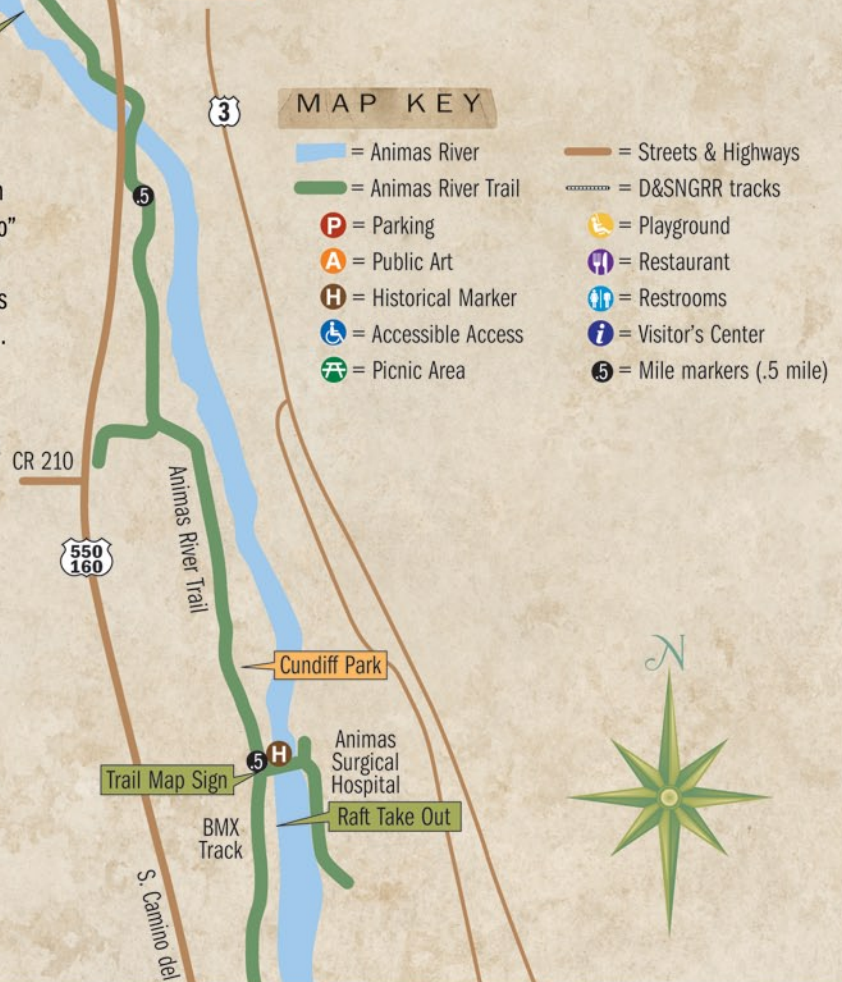 MAP KEY
3
= Animas River
= Streets & Highways
= Animas River Trail
= D&SNGRR tracks
.5
P = Parking
= Playground
A = Public Art
= Restaurant
H = Historical Marker
= Restrooms
= Accessible Access
i = Visitor's Center
= Picnic Area
.5 = Mile markers (.5 mile)
CR 210
Animas River Trail
550
160
N
Cundiff Park
.5
H
Animas
Surgical
Hospital
Trail Map Sign
Raft Take Out
BMX
Track
S. Camino del